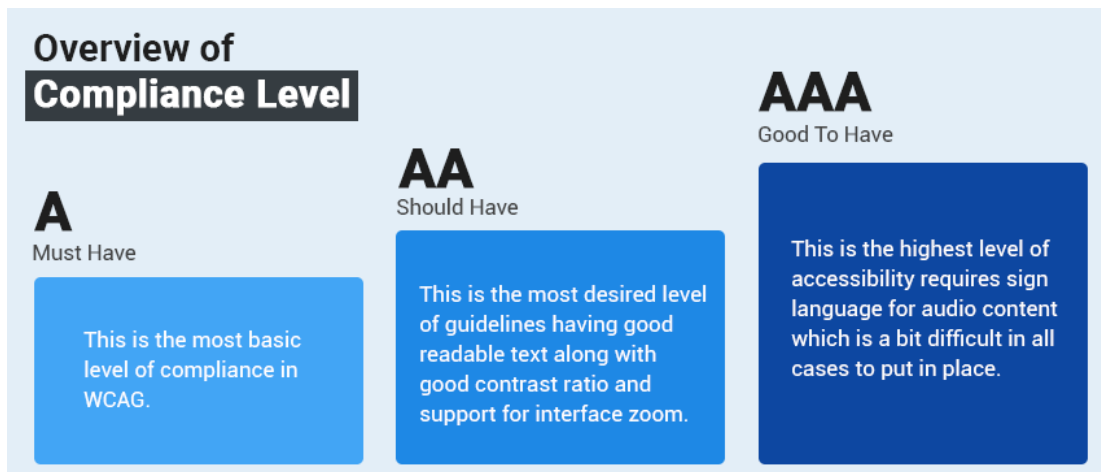 Overview of
Compliance Level
A
Must Have
This is the most basic
level of compliance in
WCAG.
AA
Should Have
This is the most desired level
of guidelines having good
readable text along with
good contrast ratio and
support for interface zoom.
AAA
Good To Have
This is the highest level of
accessibility requires sign
language for audio content
which is a bit difficult in all
cases to put in place.